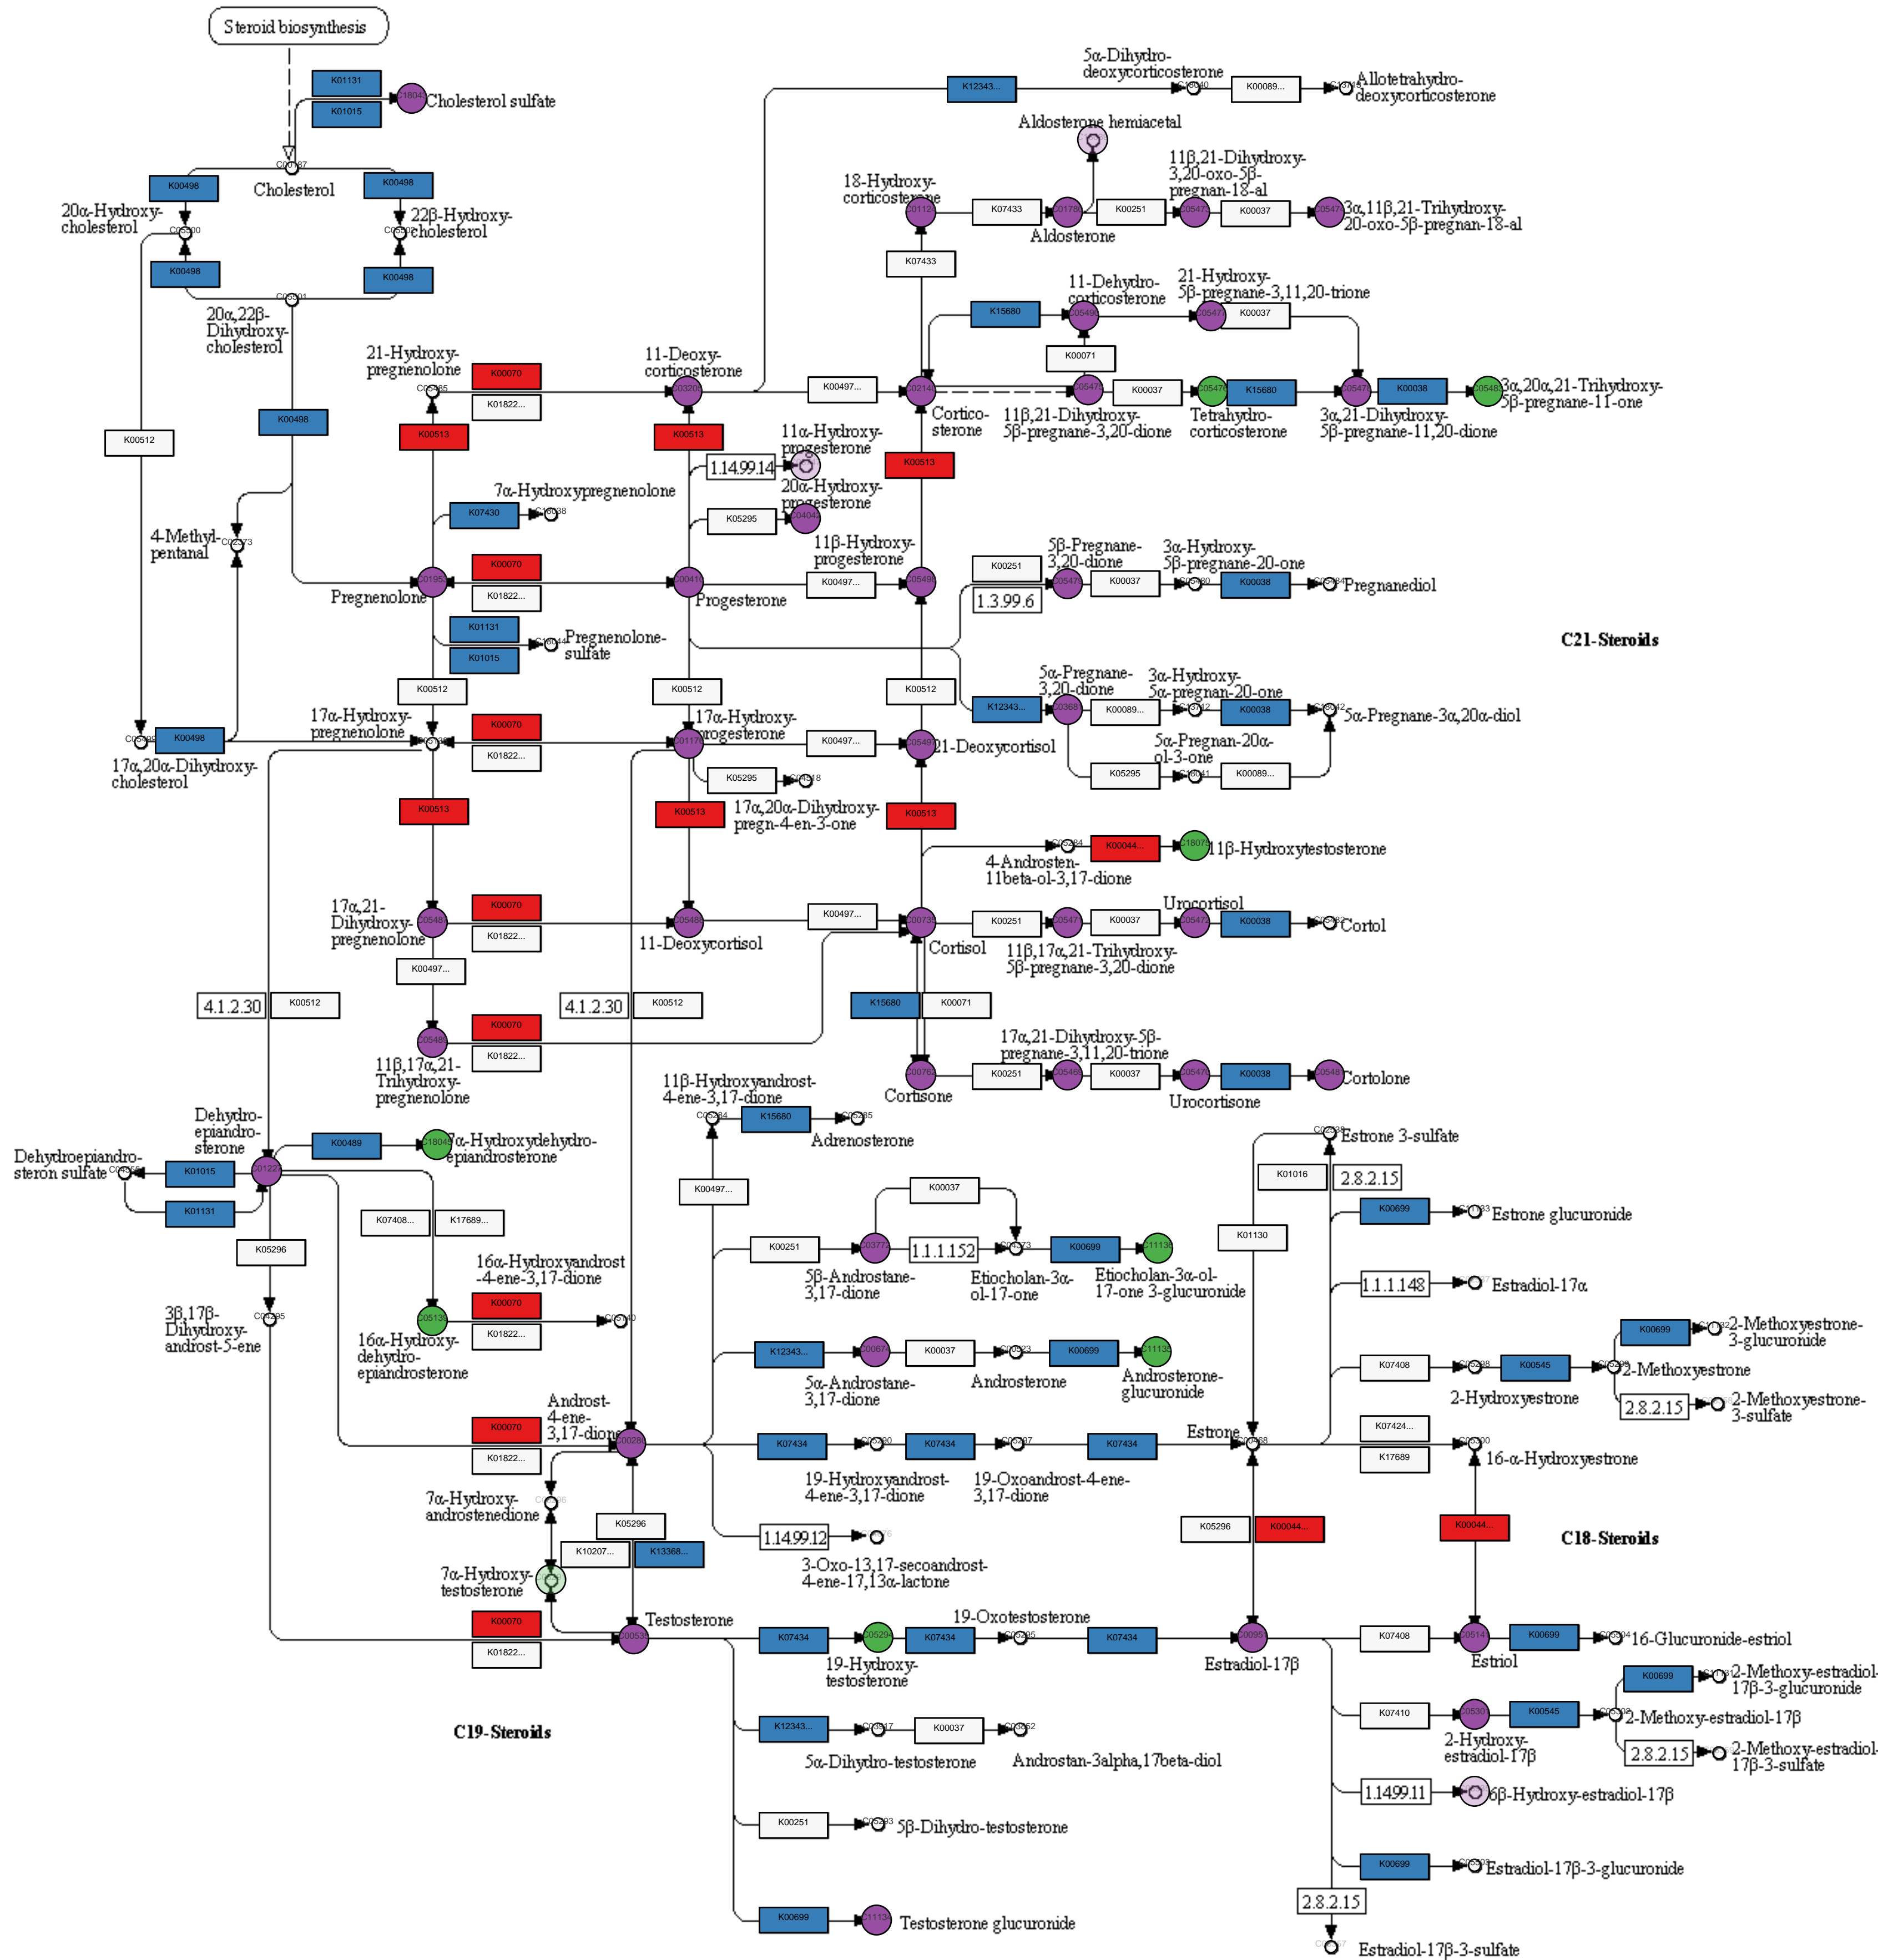 Steroid biosynthesis
K01131
K01015
Cholesterol sulfate
Cholesterol
K00498
K00498
20α-Hydroxy-
cholesterol
22β-Hydroxy-
cholesterol
K00498
K00498
20α,22β-
Dihydroxy-
cholesterol
K12343...
5α-Dihydro-
deoxycorticosterone
K00089...
Allotetrahydro-
deoxycorticosterone
Aldosterone hemiacetal
18-Hydroxy-
corticosterone
K07433
Aldosterone
K00251
11β,21-Dihydroxy-
3,20-oxo-5β-
pregnan-18-al
K00037
3α,11β,21-Trihydroxy-
20-oxo-5β-pregnan-18-al
K07433
K15680
11-Dehydro-
corticosterone
21-Hydroxy-
5β-pregnane-3,11,20-trione
K00037
K00071
21-Hydroxy-
pregnenolone
K00070
K01822...
11-Deoxy-
corticosterone
K00497...
Cortico-
sterone
11β,21-Dihydroxy-
5β-pregnane-3,20-dione
K00037
Tetrahydro-
corticosterone
K15680
3α,21-Dihydroxy-
5β-pregnane-11,20-dione
K00038
3α,20α,21-Trihydroxy-
5β-pregnane-11-one
K00512
K00498
K00513
K00513
K00513
1.14.99.14
11α-Hydroxy-
progesterone
K07430
7α-Hydroxypregnenolone
K05295
20α-Hydroxy-
progesterone
4-Methyl-
pentanal
Pregnenolone
K00070
K01822...
Progesterone
K00497...
11β-Hydroxy-
progesterone
K00251
1.3.99.6
5β-Pregnane-
3,20-dione
K00037
3α-Hydroxy-
5β-pregnane-20-one
K00038
Pregnanediol
K01131
K01015
Pregnenolone-
sulfate
C21-Steroids
K00512
K00512
K00512
K12343...
5α-Pregnane-
3,20-dione
K00089...
3α-Hydroxy-
5α-pregnan-20-one
K00038
5α-Pregnane-3α,20α-diol
K05295
5α-Pregnan-20α-
ol-3-one
K00089...
17α,20α-Dihydroxy-
cholesterol
K00498
17α-Hydroxy-
pregnenolone
K00070
K01822...
17α-Hydroxy-
progesterone
K00497...
21-Deoxycortisol
K05295
17α,20α-Dihydroxy-
pregn-4-en-3-one
K00513
K00513
K00513
4-Androsten-
11beta-ol-3,17-dione
K00044...
11β-Hydroxytestosterone
17α,21-
Dihydroxy-
pregnenolone
K00070
K01822...
11-Deoxycortisol
K00497...
Cortisol
K00251
11β,17α,21-Trihydroxy-
5β-pregnane-3,20-dione
K00037
Urocortisol
K00038
Cortol
K00497...
4.1.2.30
K00512
4.1.2.30
K00512
K15680
K00071
11β,17α,21-
Trihydroxy-
pregnenolone
K00070
K01822...
Cortisone
K00251
17α,21-Dihydroxy-5β-
pregnane-3,11,20-trione
K00037
Urocortisone
K00038
Cortolone
11β-Hydroxyandrost-
4-ene-3,17-dione
K15680
Adrenosterone
Dehydro-
epiandro-
sterone
K00489
7α-Hydroxydehydro-
epiandrosterone
Dehydroepiandro-
steron sulfate
K01015
K01131
K05296
K07408...
K17689...
K00497...
K00037
Estrone 3-sulfate
K01016
2.8.2.15
K01130
K00699
Estrone glucuronide
3β,17β-
Dihydroxy-
androst-5-ene
16α-Hydroxyandrost
-4-ene-3,17-dione
K00070
K01822...
16α-Hydroxy-
dehydro-
epiandrosterone
K00251
5β-Androstane-
3,17-dione
1.1.1.152
Etiocholan-3α-
ol-17-one
K00699
Etiocholan-3α-ol-
17-one 3-glucuronide
1.1.1.148
Estradiol-17α
K12343...
5α-Androstane-
3,17-dione
K00037
Androsterone
K00699
Androsterone-
glucuronide
K07408
2-Hydroxyestrone
K00545
2-Methoxyestrone
K00699
2-Methoxyestrone-
3-glucuronide
2.8.2.15
2-Methoxyestrone-
3-sulfate
Androst-
4-ene-
3,17-dione
K00070
K01822...
K07434
19-Hydroxyandrost-
4-ene-3,17-dione
K07434
19-Oxoandrost-4-ene-
3,17-dione
K07434
Estrone
K07424...
K17689
16-α-Hydroxyestrone
7α-Hydroxy-
androstenedione
K05296
K10207...
K13368...
1.14.99.12
3-Oxo-13,17-secoandrost-
4-ene-17,13α-lactone
K05296
K00044...
K00044...
C18-Steroids
7α-Hydroxy-
testosterone
K00070
K01822...
Testosterone
K07434
19-Hydroxy-
testosterone
K07434
19-Oxotestosterone
K07434
Estradiol-17β
K07408
Estriol
K00699
16-Glucuronide-estriol
C19-Steroids
K12343...
5α-Dihydro-testosterone
K00037
Androstan-3alpha,17beta-diol
K07410
2-Hydroxy-
estradiol-17β
K00545
2-Methoxy-estradiol-17β
K00699
2-Methoxy-estradiol-
17β-3-glucuronide
2.8.2.15
2-Methoxy-estradiol-
17β-3-sulfate
1.14.99.11
6β-Hydroxy-estradiol-17β
K00251
5β-Dihydro-testosterone
K00699
Estradiol-17β-3-glucuronide
2.8.2.15
Estradiol-17β-3-sulfate
K00699
Testosterone glucuronide